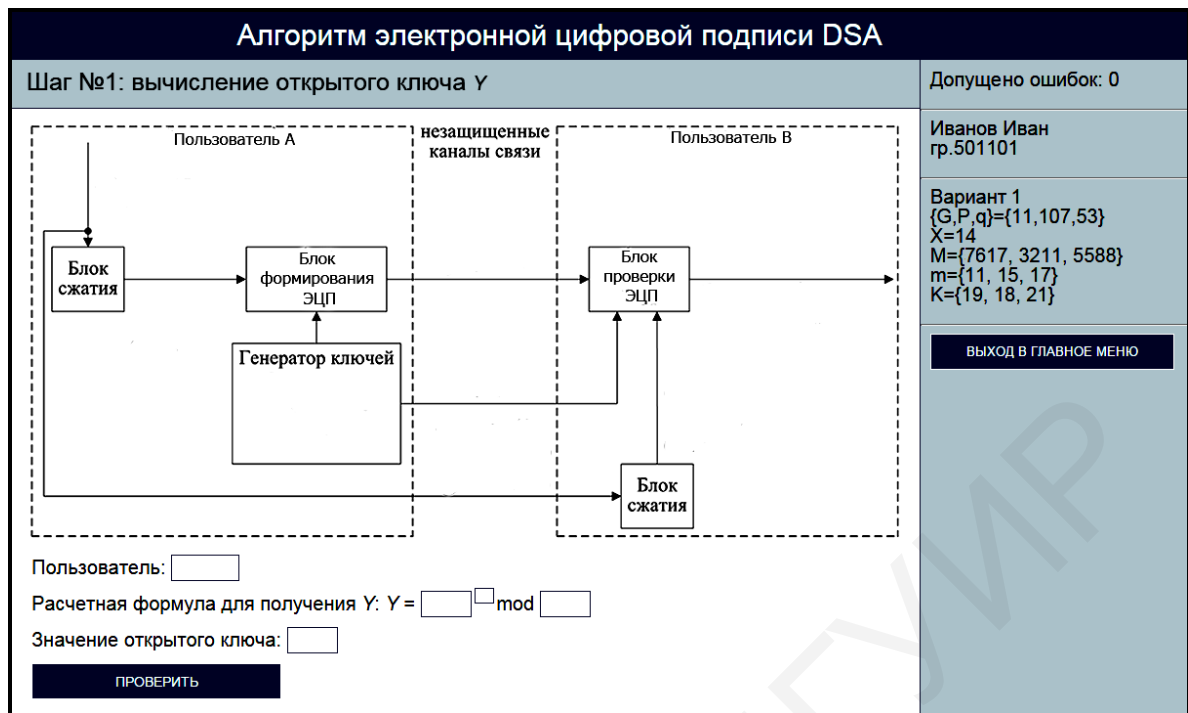 Алгоритм электронной цифровой подписи DSA
Шаг №1: вычисление открытого ключа Y
Допущено ошибок: 0
Иванов Иван
гр.501101
Вариант 1
{G,P,q}={11,107,53}
X=14
M={7617, 3211, 5588}
m={11, 15, 17}
K={19, 18, 21}
ВЫХОД В ГЛАВНОЕ МЕНЮ
Пользователь А
незащищенные
каналы связи
Пользователь В
Блок
сжатия
Блок
формирования
ЭЦП
Блок
проверки
ЭЦП
Генератор ключей
Блок
сжатия
Пользователь:
Расчетная формула для получения Y: Y = mod
Значение открытого ключа:
ПРОВЕРИТЬ
ГУИР